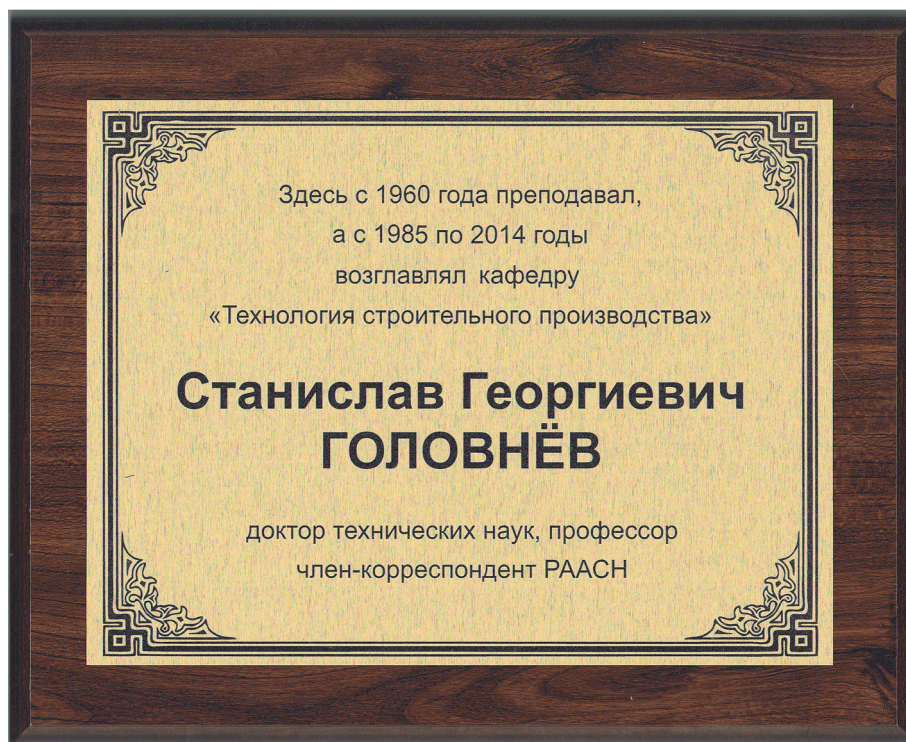 Здесь с 1960 года преподавал,
а с 1985 по 2014 годы
возглавлял кафедру
«Технология строительного производства»
Станислав Георгиевич
ГОЛОВНЁВ
доктор технических наук, профессор
член-корреспондент РААСН